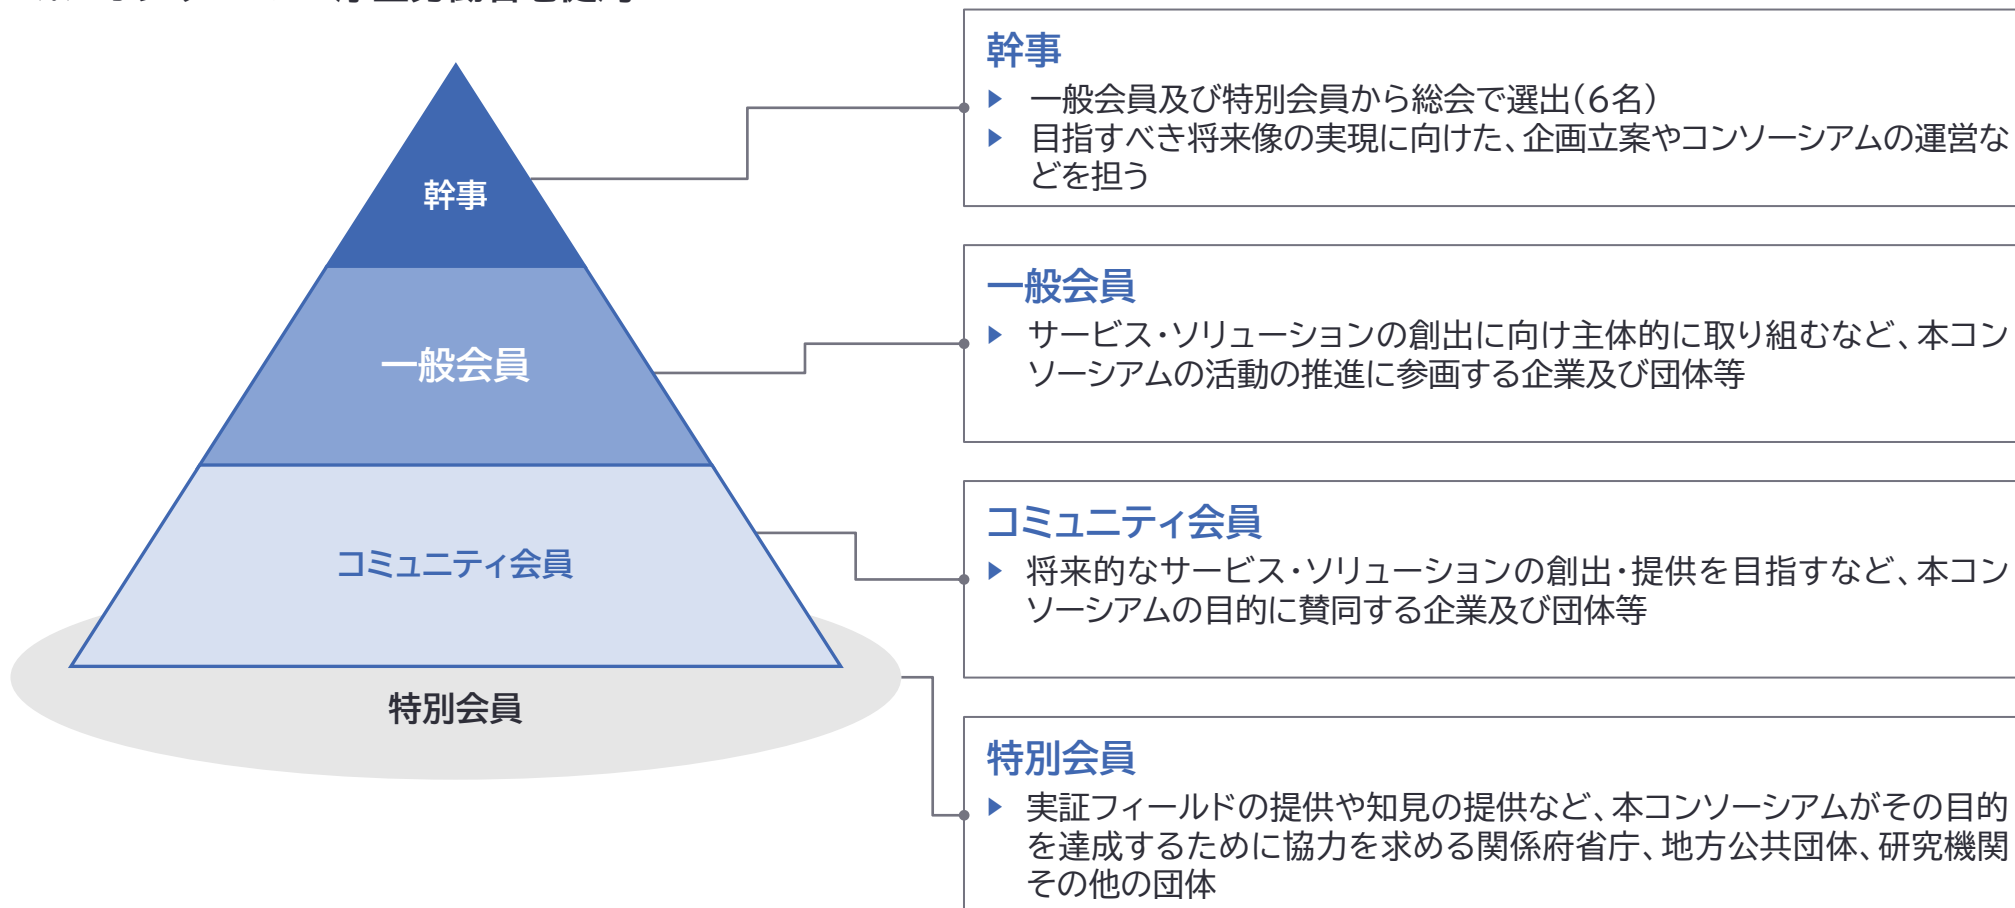 幹事
一般会員
コミュニティ会員
特別会員
幹事
▶ 一般会員及び特別会員から総会で選出(6名)
▶ 目指すべき将来像の実現に向けた、企画立案やコンソーシアムの運営な
どを担う
一般会員
▶ サービス・ソリューションの創出に向け主体的に取り組むなど、本コン
ソーシアムの活動の推進に参画する企業及び団体等
コミュニティ会員
▶ 将来的なサービス・ソリューションの創出・提供を目指すなど、本コン
ソーシアムの目的に賛同する企業及び団体等
特別会員
▶ 実証フィールドの提供や知見の提供など、本コンソーシアムがその目的
を達成するために協力を求める関係府省庁、地方公共団体、研究機関
その他の団体